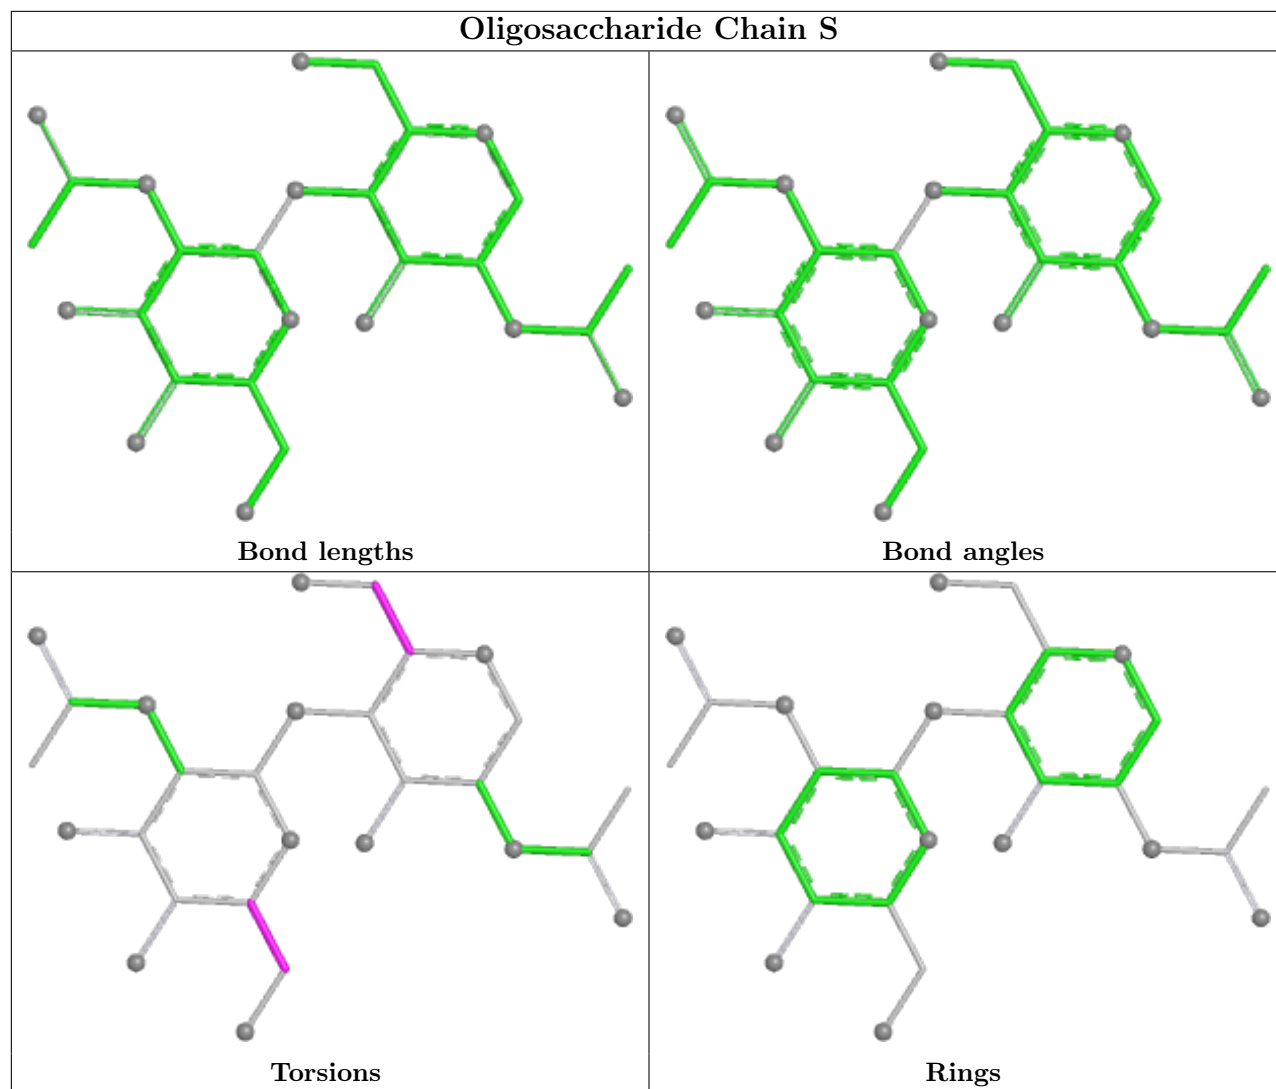 Oligosaccharide Chain S
Bond lengths
Bond angles
Torsions
Rings